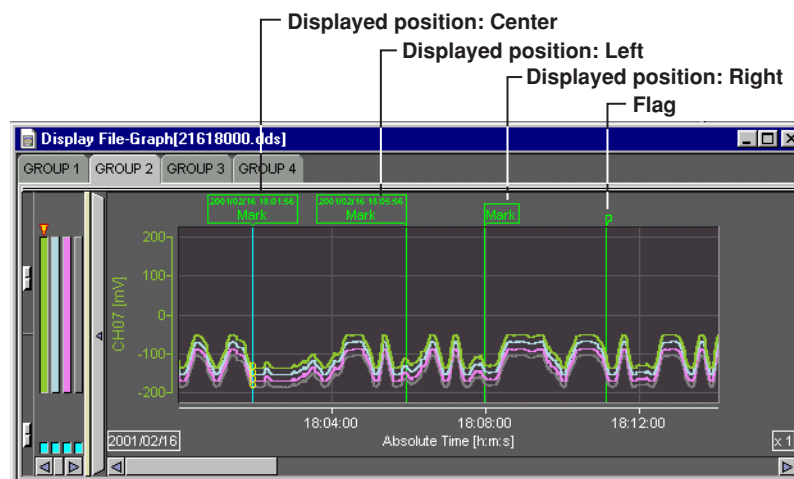 Displayed position: Center
Displayed position: Left
Displayed position: Right
Flag
Display File-Graph[21618000.dds]
GROUP 1 GROUP 2 GROUP 3 GROUP 4
2001/02/16 18:01:56
Mark
2001/02/16 18:05:56
Mark
Mark
200
100
0
-100
-200
CH07 [mV]
18:04:00 18:08:00 18:12:00
2001/02/16
Absolute Time [h:m:s]
x 1